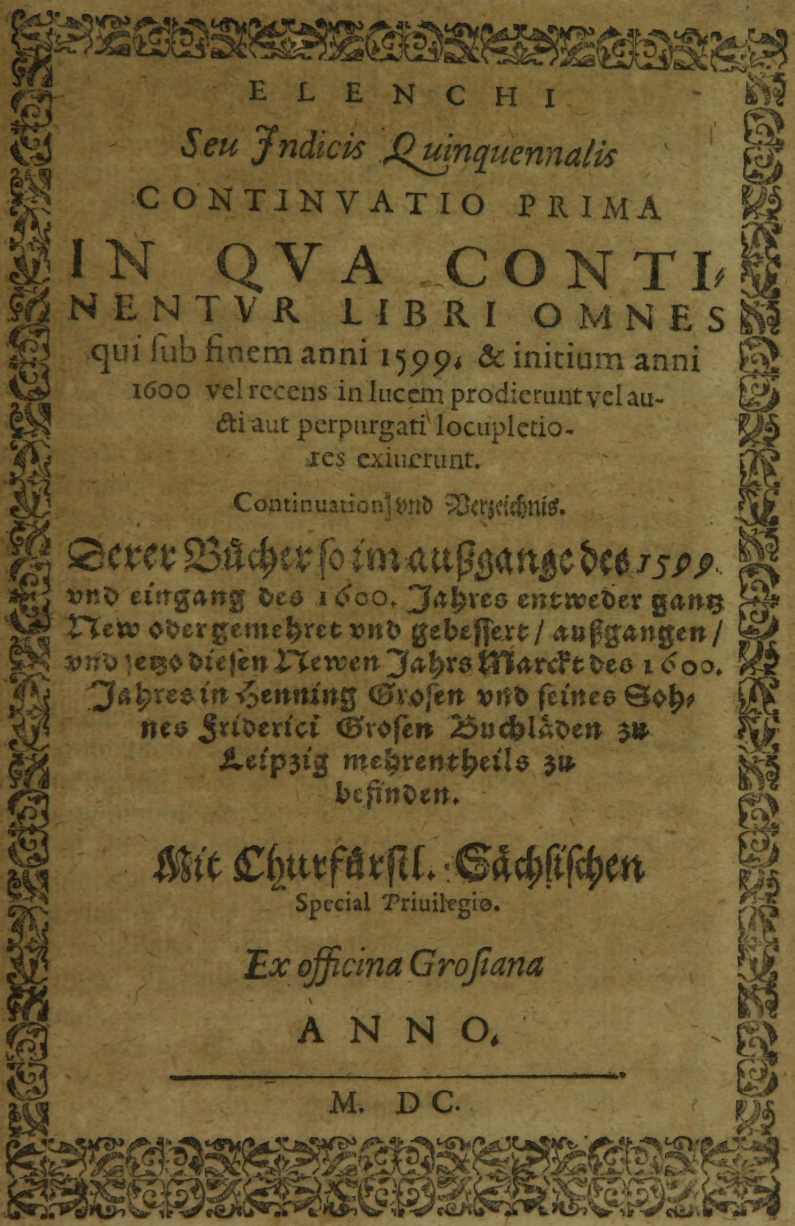 ELENCHI
Seu Indicis Quinquennalis
CONTINVATIO PRIMA
IN QVA CONTI-
NENTVR LIBRI OMNES
qui ſub finem anni 1599. & initium anni
1600 vel recens in lucem prodierunt vel au-
cti aut perpurgati locupletio-
res exiuerunt.
Continuation vnd Verzeichnis.
Derer Bůcher ſo im außgange des 1599.
vnd eingang des 1600. Jahres entweder gantz
New oder gemehret vnd gebeſſert / außgangen /
vnd jetzo dieſen Newen Jahrs Marckt des 1600.
Jahres in Henning Groſen vnd ſeines Soh-
nes Friderici Groſen Buchlåden zu
Leipzig mehrentheils zu
befinden.
Mit Churfůrſtl. Såchſiſchen
Special Priuilegio.
Ex officina Groſiana
ANNO.
M. DC.